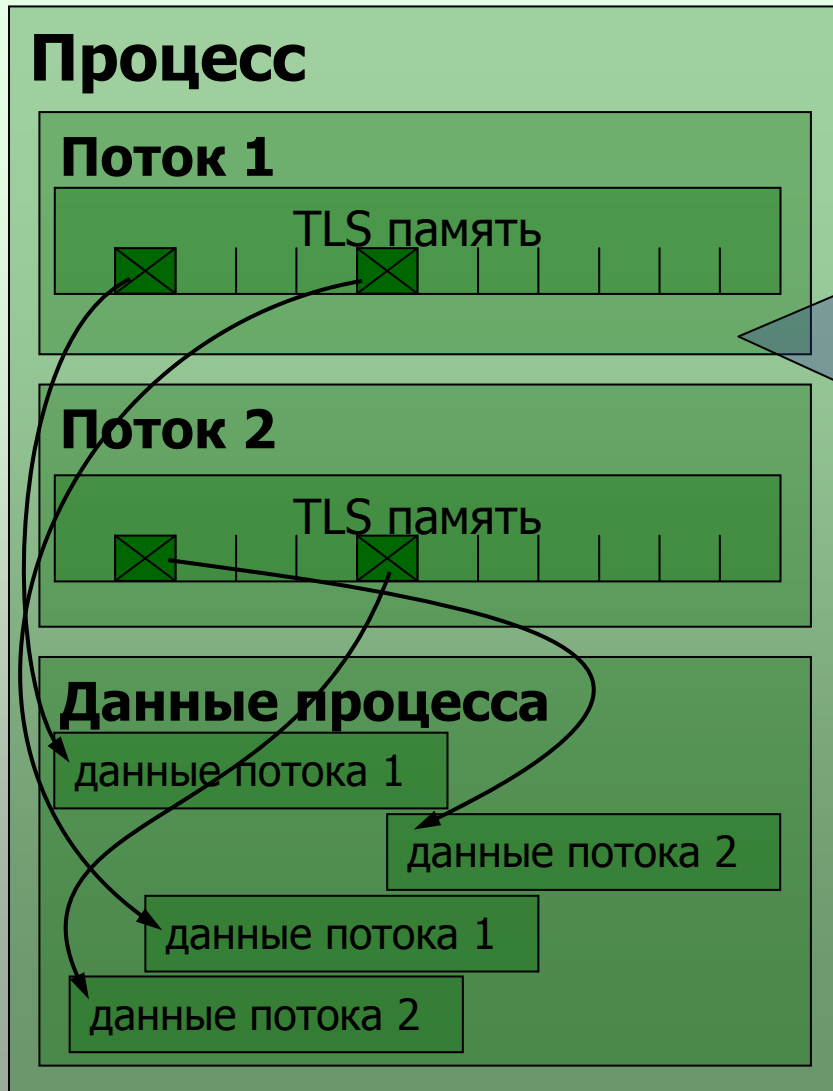 Процесс
Поток 1
TLS память
Поток 2
TLS память
Данные процесса
данные потока 1
данные потока 2
данные потока 1
данные потока 2